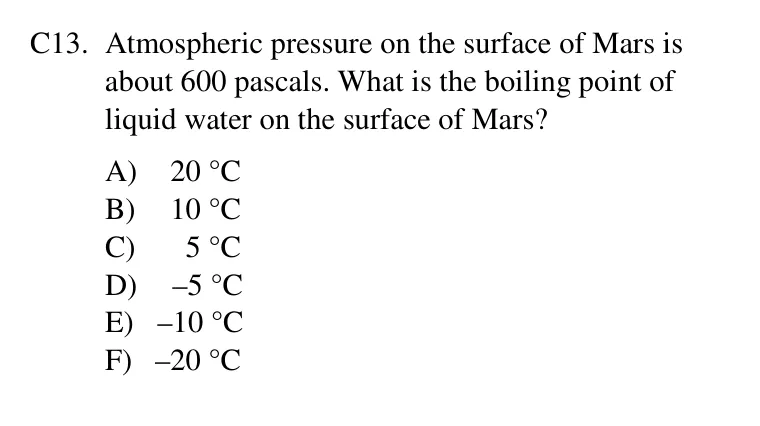 C13. Atmospheric pressure on the surface of Mars is
about 600 pascals. What is the boiling point of
liquid water on the surface of Mars?
A) 20 °C
B) 10 °C
C) 5 °C
D) –5 °C
E) –10 °C
F) –20 °C